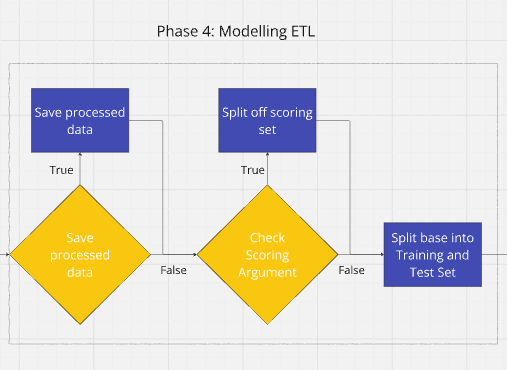 Phase 4: Modelling ETL
Save processed
data
Split off scoring
set
True
True
Save
processed
data
False
Check
Scoring
Argument
False
Split base into
Training and
Test Set